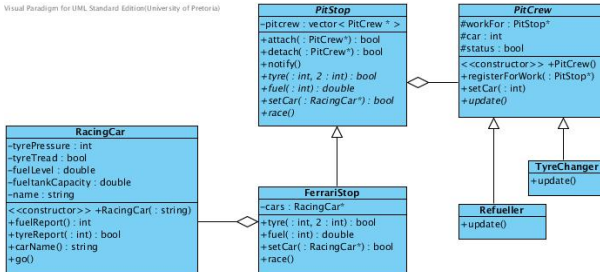 Visual Paradigm for UML Standard Edition(University of Pretoria)
PitStop
-pitcrew : vector< PitCrew * >
+attach( : PitCrew*) : bool
+detach( : PitCrew*) : bool
+notify()
+tyre( : int, 2 : int) : bool
+fuel( : int) : double
+setCar( : RacingCar*) : bool
+race()
PitCrew
#workFor : PitStop*
#car : int
#status : bool
<<constructor>> +PitCrew()
+registerForWork( : PitStop*)
+setCar( : int)
+update()
RacingCar
-tyrePressure : int
-tyreTread : bool
-fuelLevel : double
-fueltankCapacity : double
-name : string
<<constructor>> +RacingCar( : string)
+fuelReport() : int
+tyreReport( : int) : bool
+carName() : string
+go()
FerrariStop
-cars : RacingCar*
+tyre( : int, 2 : int) : bool
+fuel( : int) : double
+setCar( : RacingCar*) : bool
+race()
TyreChanger
+update()
Refueller
+update()